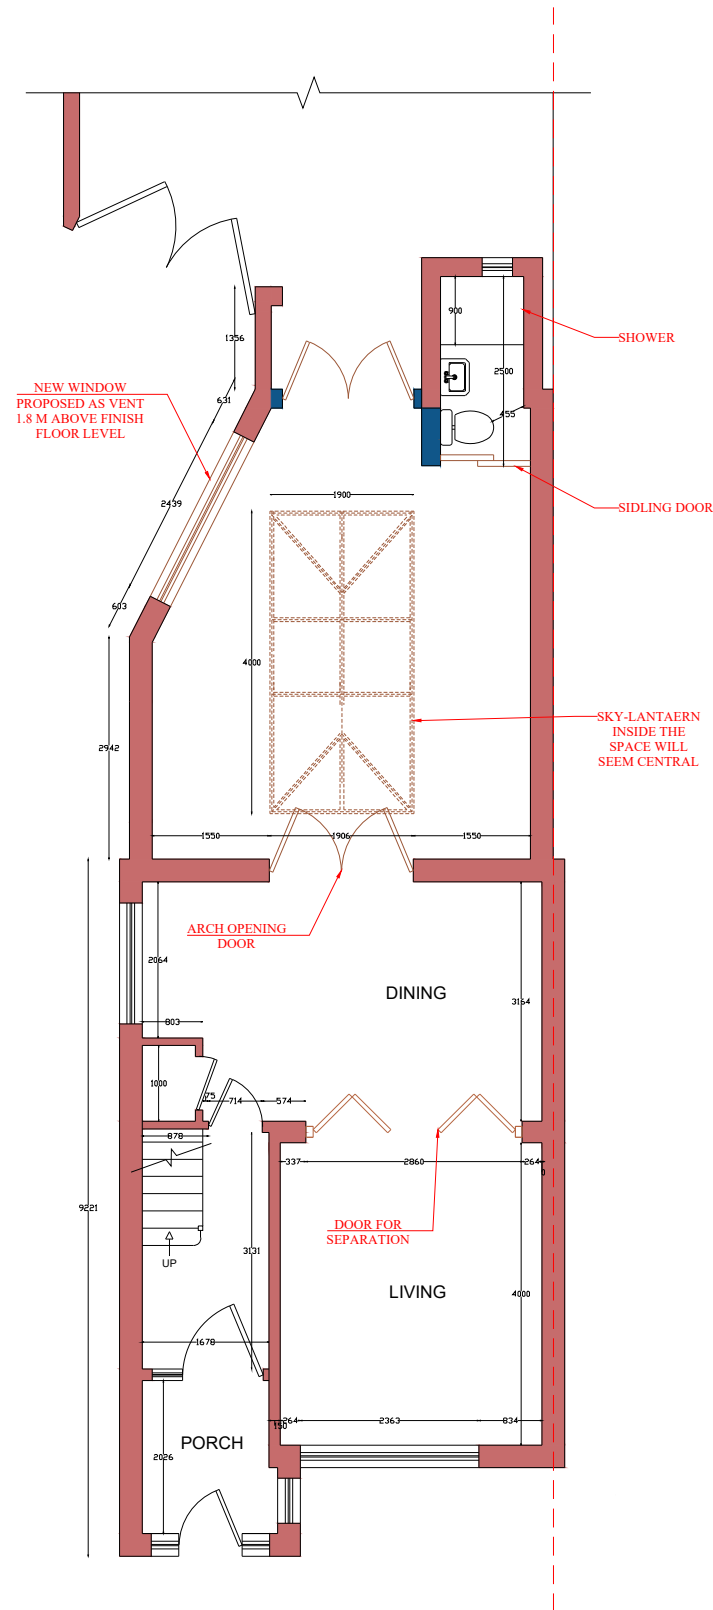 1356
900
SHOWER
2500
NEW WINDOW
PROPOSED AS VENT
1.8 M ABOVE FINISH
FLOOR LEVEL
631
455
1900
2439
SIDLING DOOR
603
4000
SKY-LANTAERN
INSIDE THE
SPACE WILL
SEEM CENTRAL
2942
1550
1906
1550
ARCH OPENING
DOOR
2064
DINING
3164
803
1000
75
714
574
878
337
2860
264
0
9221
DOOR FOR
SEPARATION
3131
UP
LIVING
4000
1678
264
2363
834
150
PORCH
2026